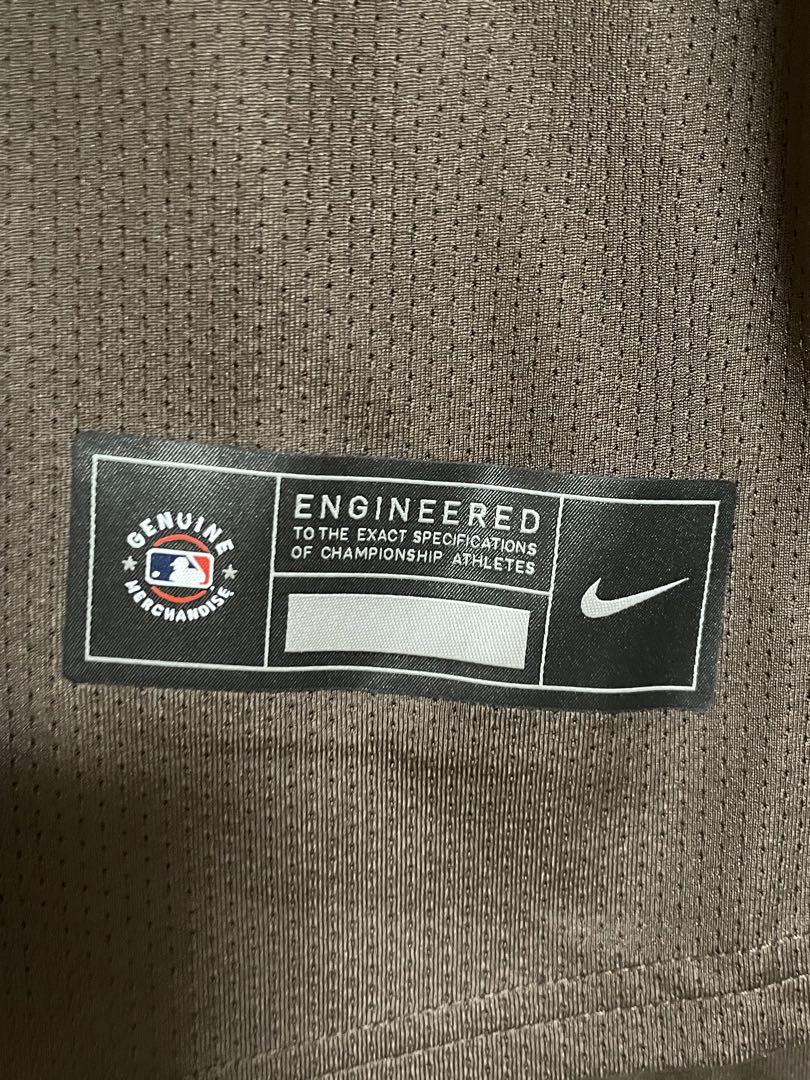 GENUINE
MERCHANDISE
ENGINEERED
TO THE EXACT SPECIFICATIONS
OF CHAMPIONSHIP ATHLETES